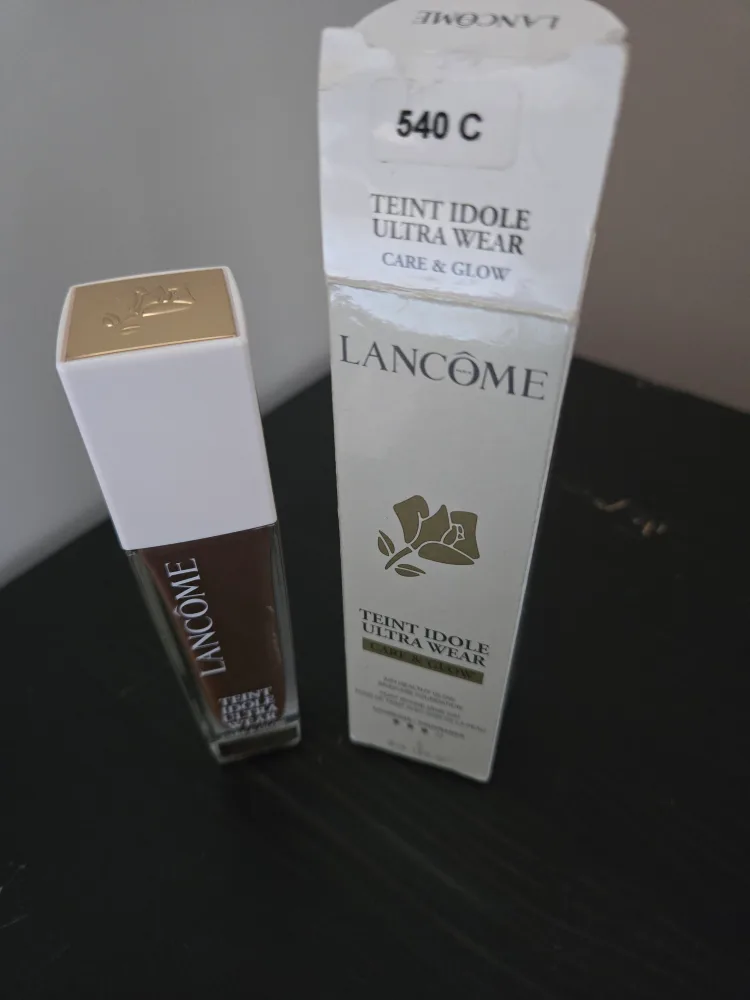 LANCÔME
540 C
TEINT IDOLE
ULTRA WEAR
CARE & GLOW
LANCÔME
TEINT IDOLE
ULTRA WEAR
CARE & GLOW
LANCÔME
TEINT
IDOLE
ULTRA
WEAR